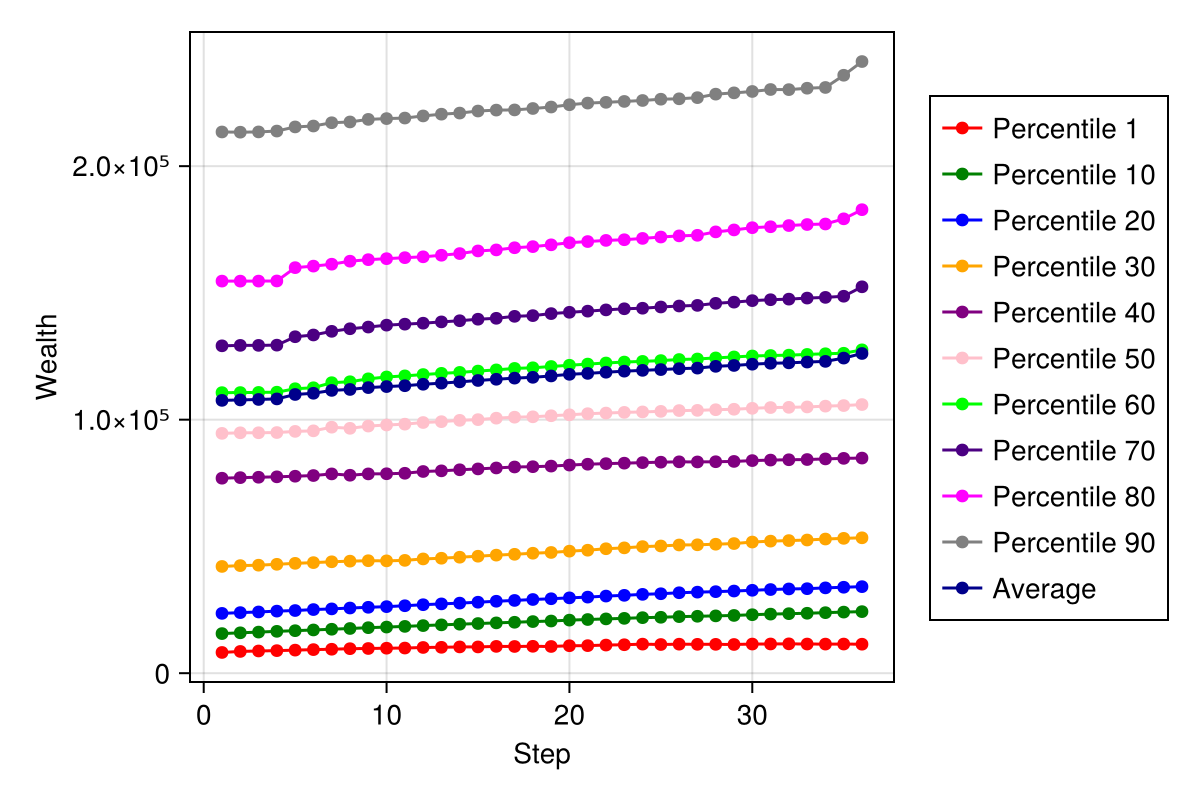 2.0×10⁵
1.0×10⁵
0
Wealth
0 10 20 30
Step
Percentile 1
Percentile 10
Percentile 20
Percentile 30
Percentile 40
Percentile 50
Percentile 60
Percentile 70
Percentile 80
Percentile 90
Average